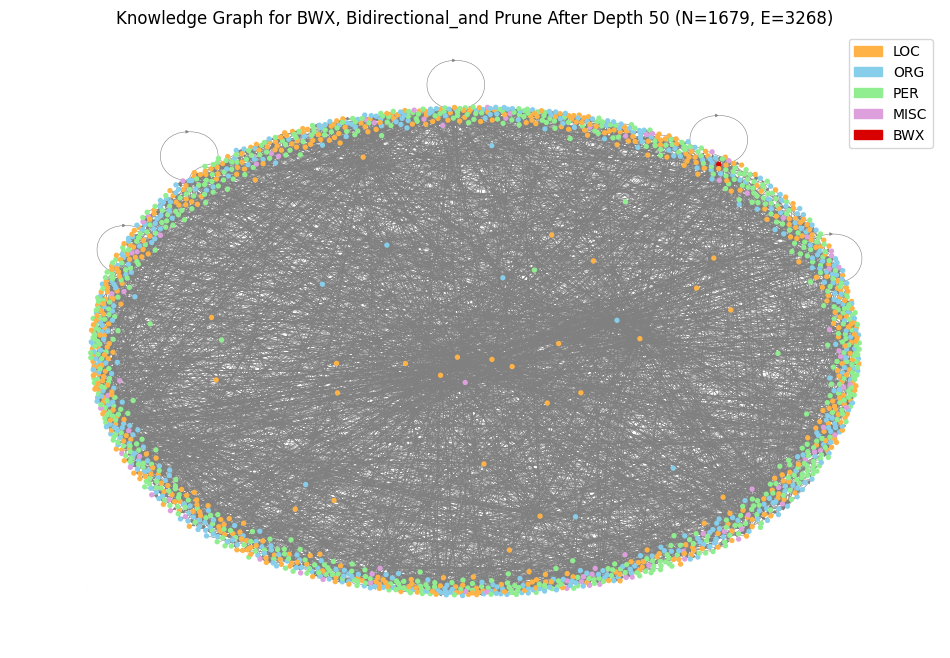 Knowledge Graph for BWX, Bidirectional_and Prune After Depth 50 (N=1679, E=3268)
LOC
ORG
PER
MISC
BWX